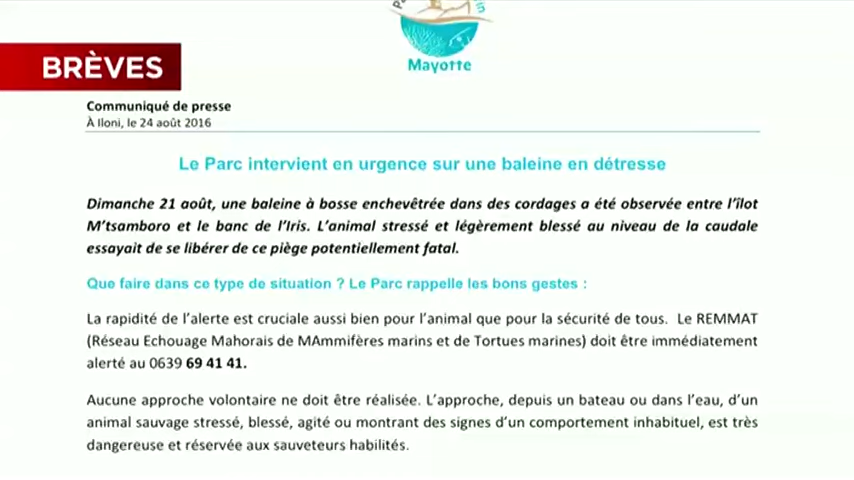 Mayotte
BRÈVES
Communiqué de presse
À Iloni, le 24 août 2016
Le Parc intervient en urgence sur une baleine en détresse
Dimanche 21 août, une baleine à bosse enchevêtrée dans des cordages a été observée entre l'îlot
M'tsamboro et le banc de l'Iris. L'animal stressé et légèrement blessé au niveau de la caudale
essayait de se libérer de ce piège potentiellement fatal.
Que faire dans ce type de situation ? Le Parc rappelle les bons gestes :
La rapidité de l'alerte est cruciale aussi bien pour l'animal que pour la sécurité de tous. Le REMMAT
(Réseau Echouage Mahorais de MAmmifères marins et de Tortues marines) doit être immédiatement
alerté au 0639 69 41 41.
Aucune approche volontaire ne doit être réalisée. L'approche, depuis un bateau ou dans l'eau, d'un
animal sauvage stressé, blessé, agité ou montrant des signes d'un comportement inhabituel, est très
dangereuse et réservée aux sauveteurs habilités.